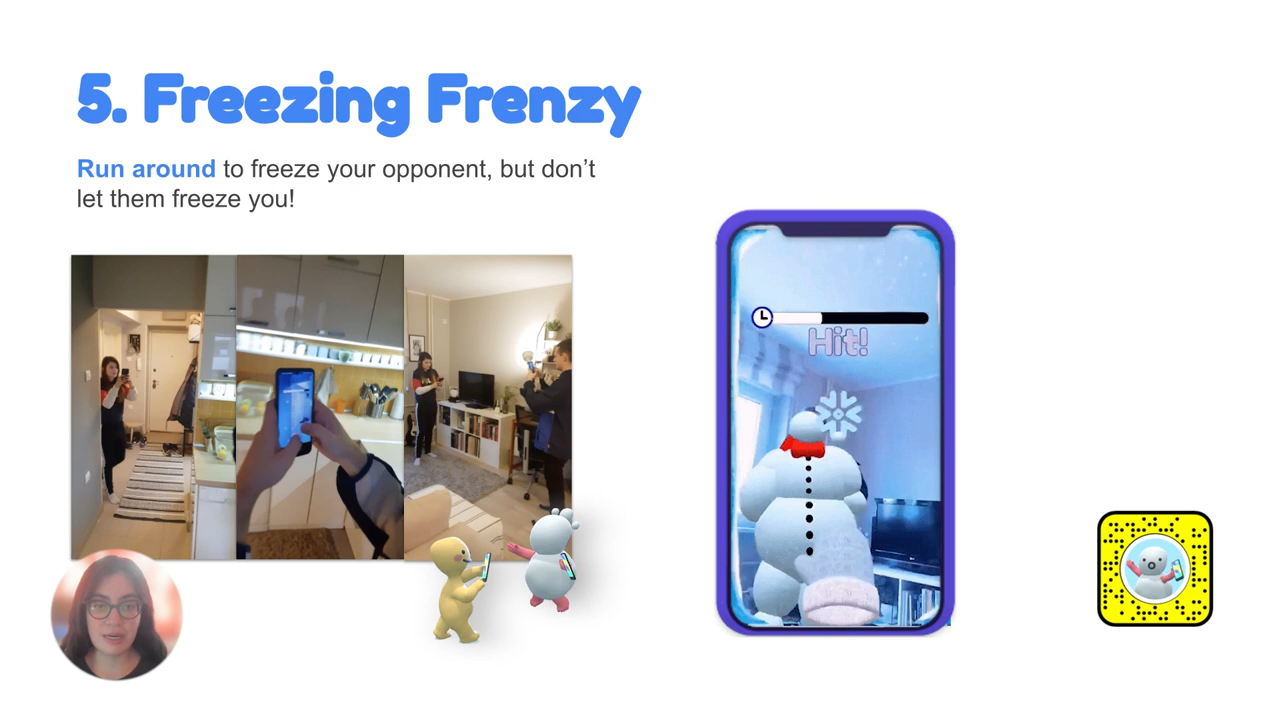 5. Freezing Frenzy
Run around to freeze your opponent, but don’t
let them freeze you!
Hit!